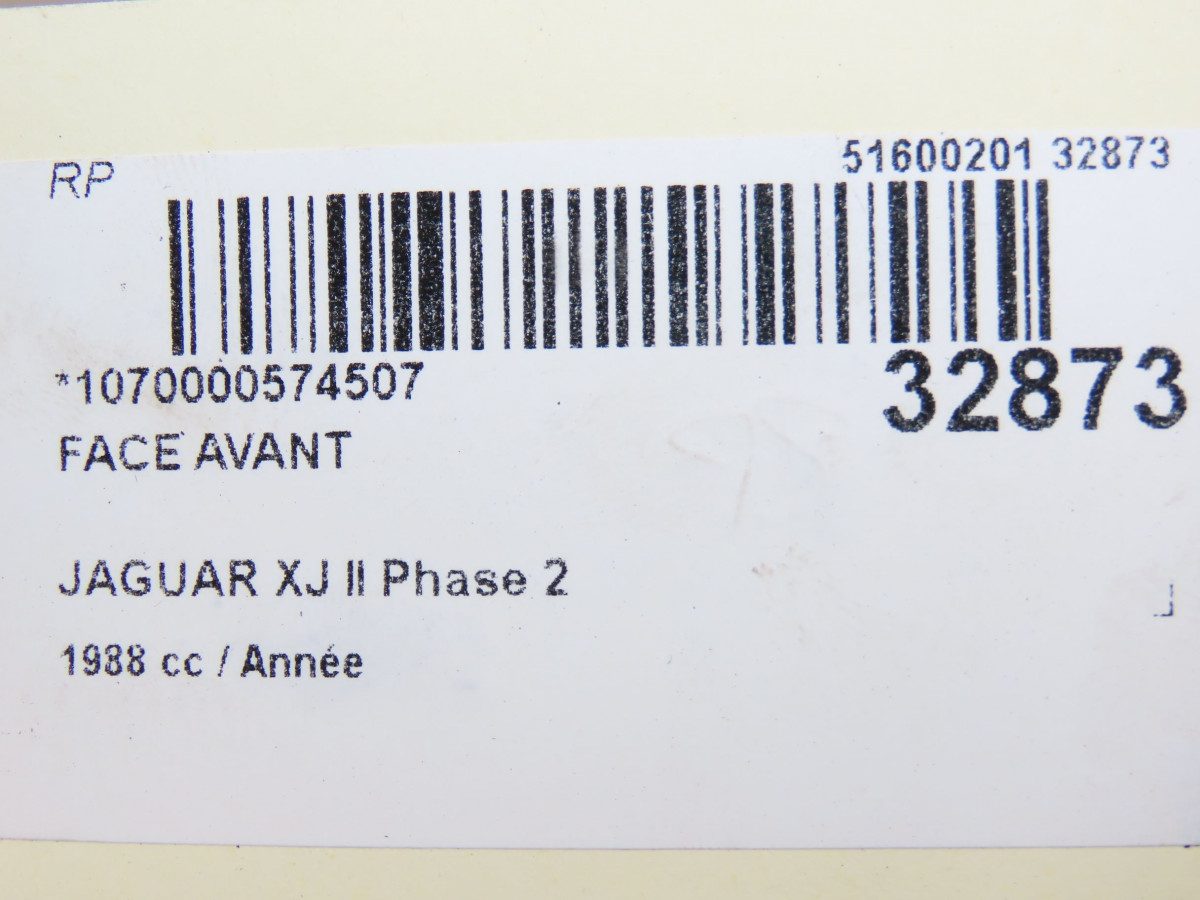 RP
51600201 32873
*1070000574507
32873
FACE AVANT
JAGUAR XJ II Phase 2
1988 cc / Année